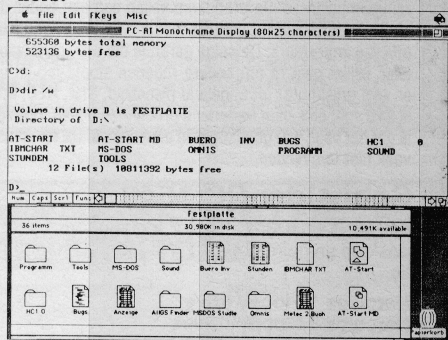 File Edit FKeys Misc
PC-AT Monochrome Display (80x25 characters)
655360 bytes total memory
523136 bytes free
C>d:
D>dir /w
Volume in drive D is FESTPLATTE
Directory of D:\
AT-START AT-START MD BUERO INV BUGS HC1 0
IBMCHAR TXT MS-DOS OMNIS PROGRAMM SOUND
STUNDEN TOOLS
12 File(s) 10811392 bytes free
D>_
Num Caps Scrl Func
Festplatte
36 items 30,980K in disk 10,491K available
Programm Tools MS-DOS Sound Buero Inv Stunden IBMCHAR TXT AT-Start
HC1 0 Bugs Anzeige AIIGS Finder MSDOS Studie Omnis Metec 2.Buch AT-Start MD
Papierkorb